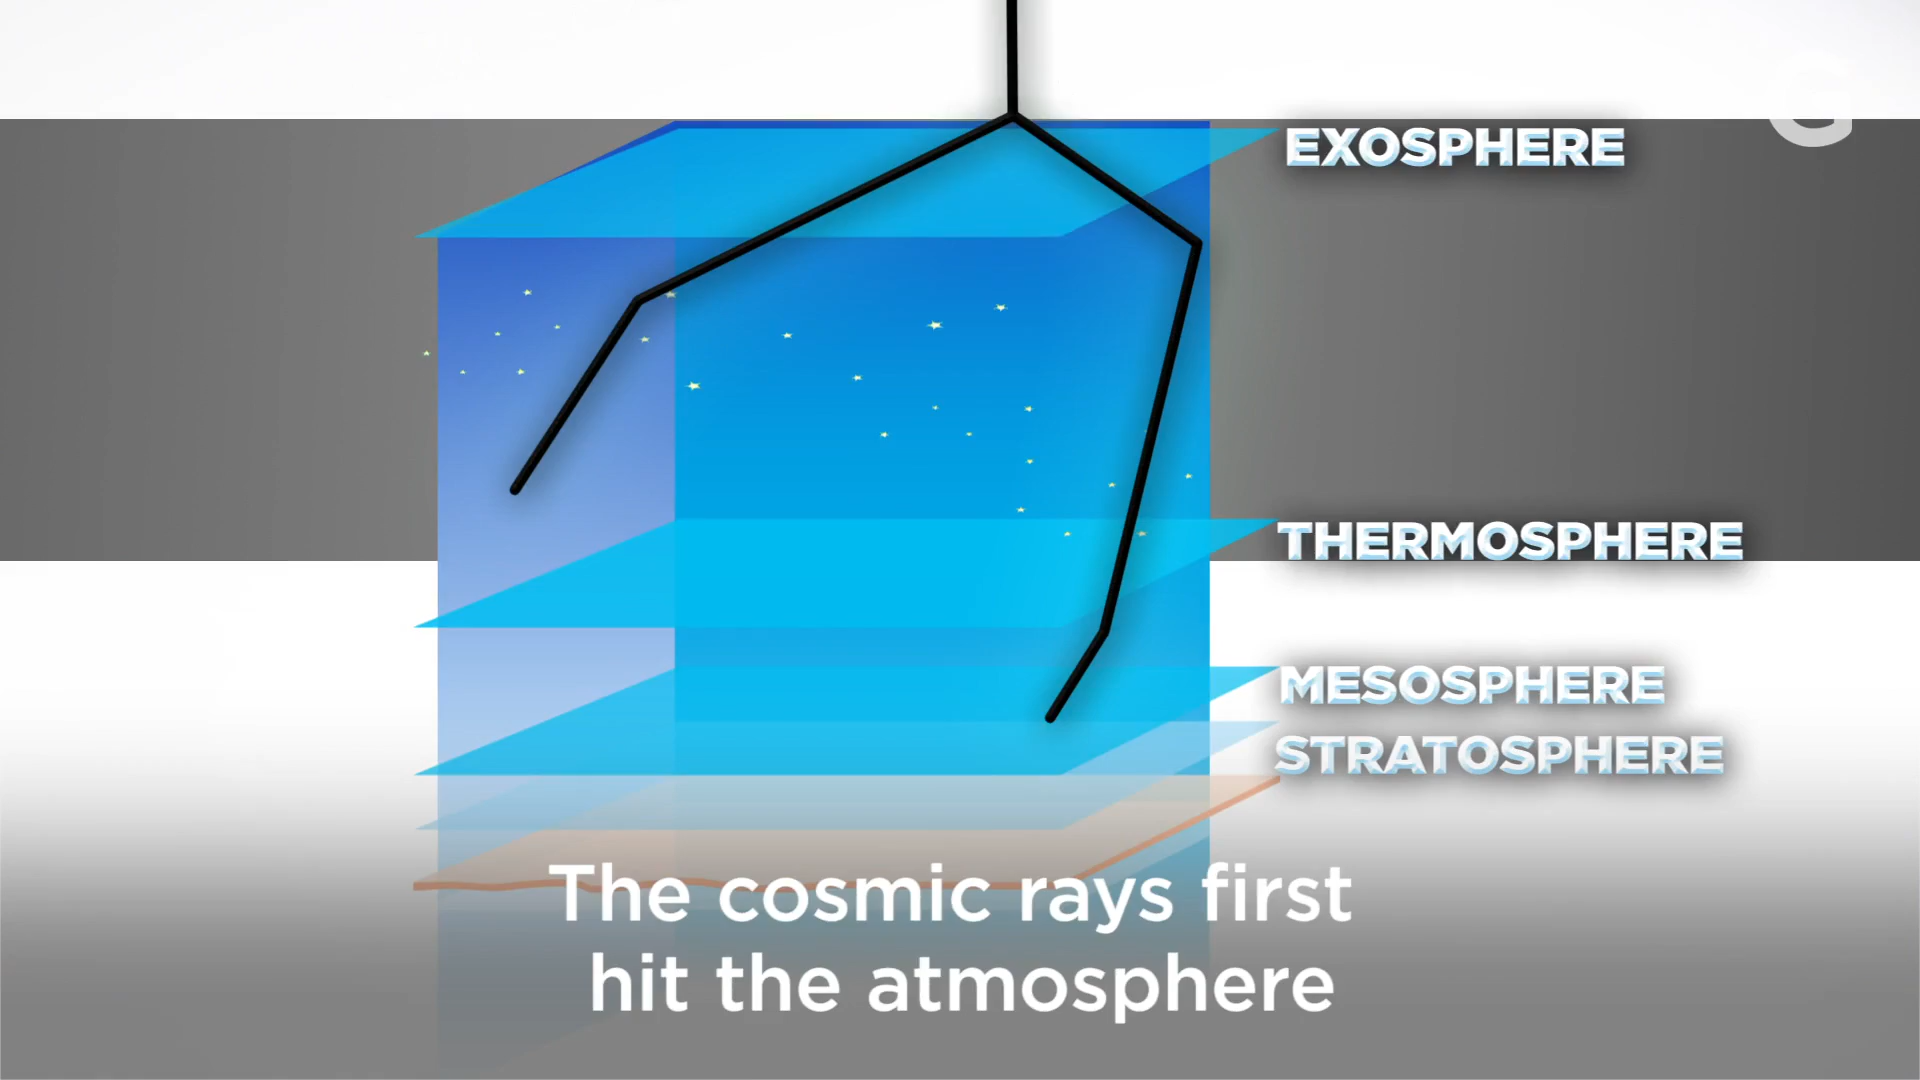 G
EXOSPHERE
THERMOSPHERE
MESOSPHERE
STRATOSPHERE
The cosmic rays first
hit the atmosphere